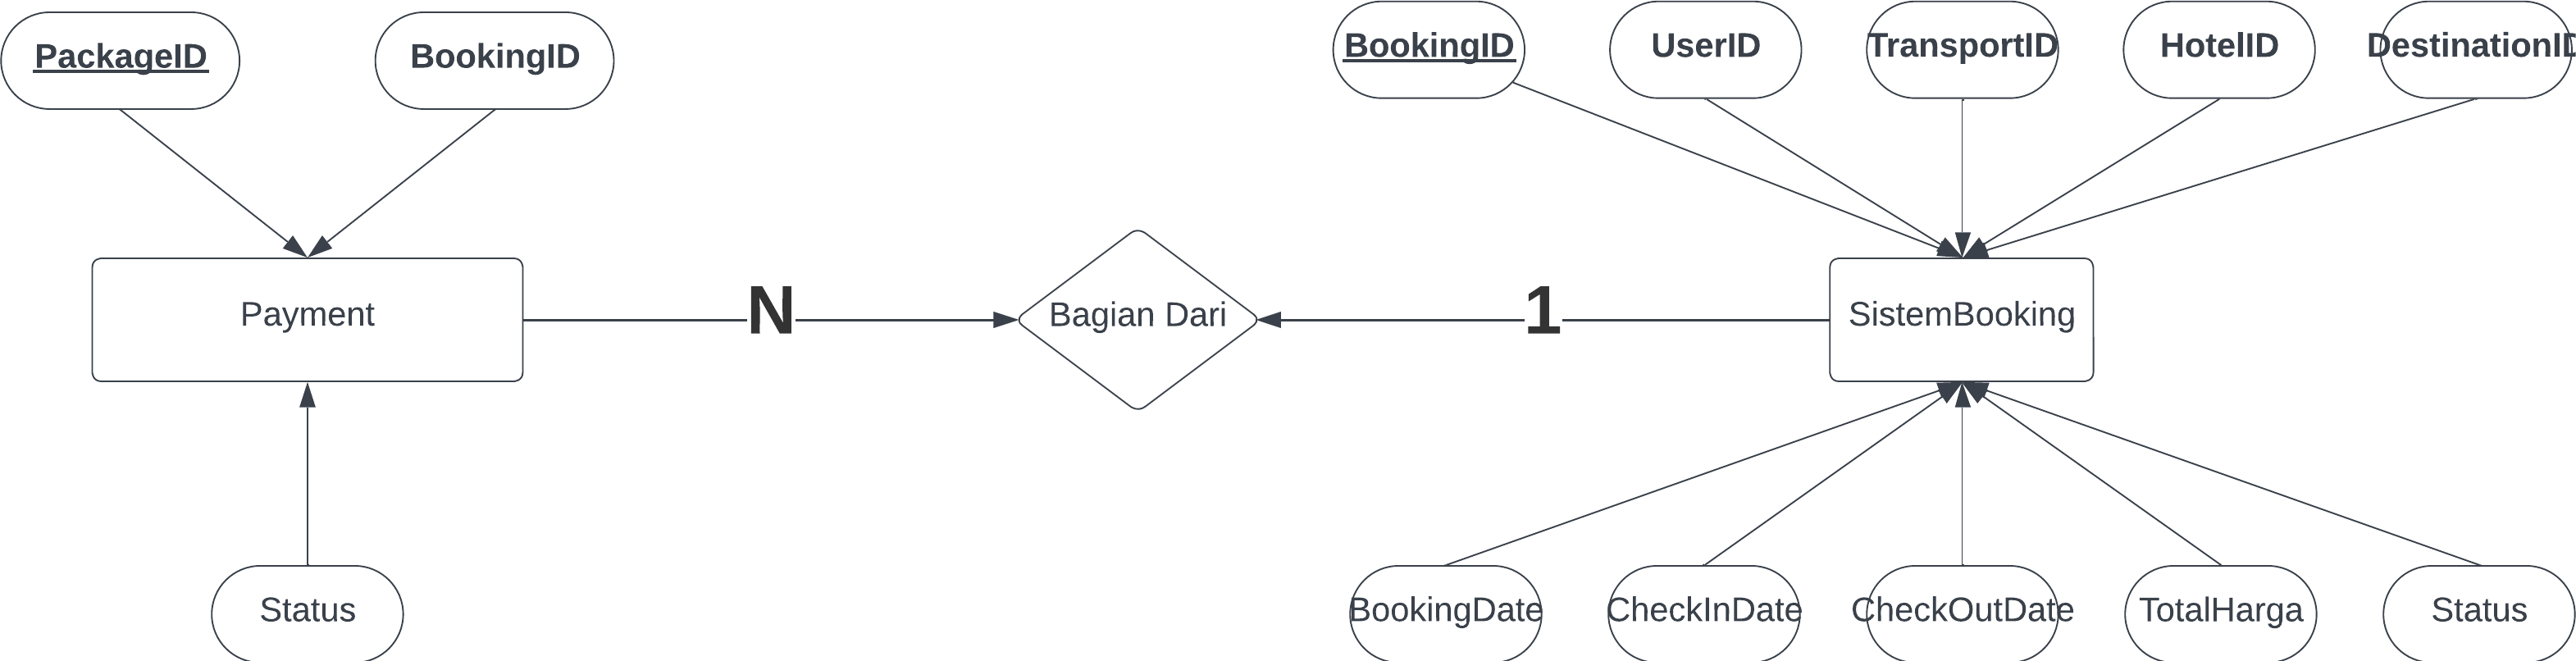 PackageID
BookingID
BookingID
UserID
TransportID
HotelID
DestinationID
Payment
N
Bagian Dari
1
SistemBooking
Status
BookingDate
CheckInDate
CheckOutDate
TotalHarga
Status